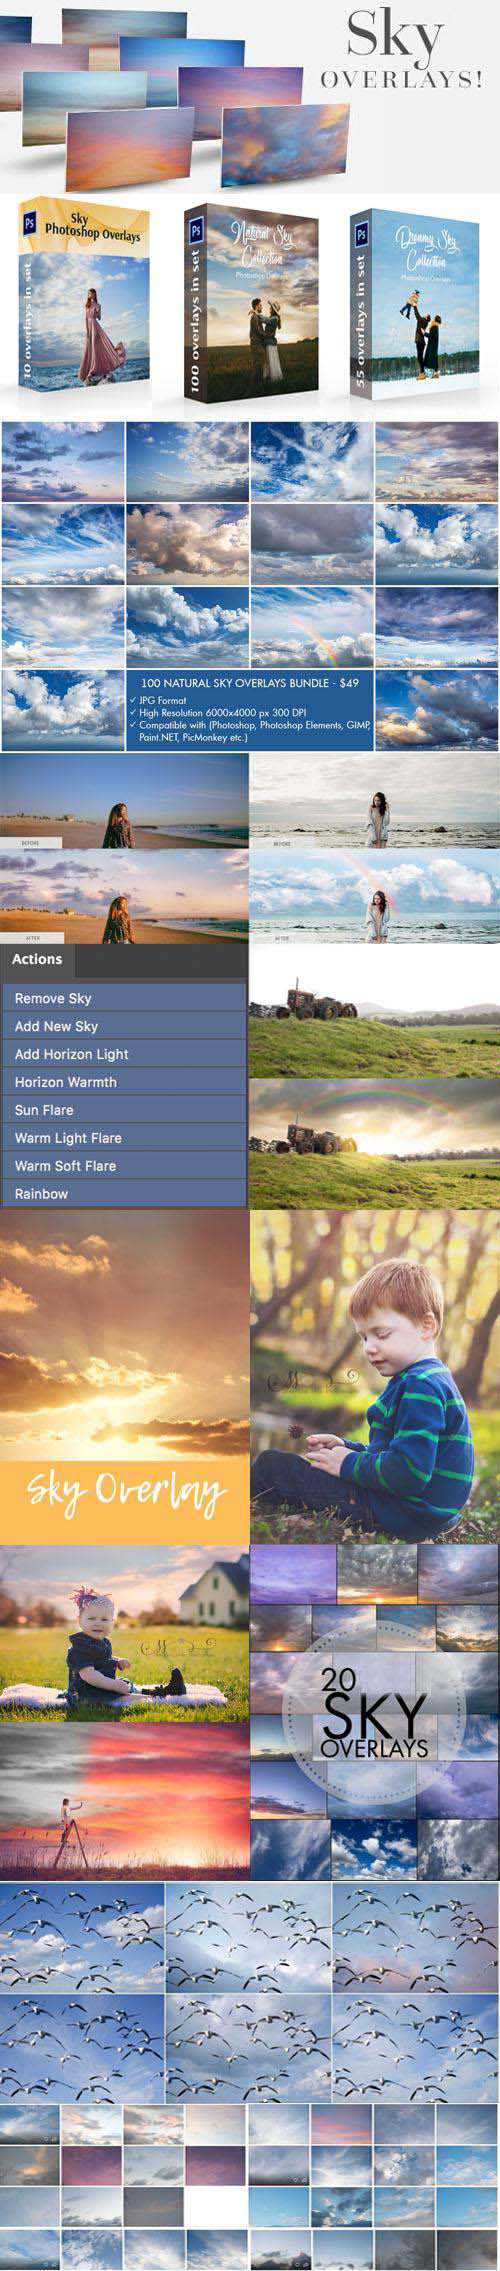 Sky
OVERLAYS!
Ps
Sky
Photoshop Overlays
10 overlays in set
Ps
Natural Sky
Collection
Photoshop Overlays
100 overlays in set
Ps
Dreamy Sky
Collection
Photoshop Overlays
55 overlays in set
100 NATURAL SKY OVERLAYS BUNDLE - $49
✓ JPG Format
✓ High Resolution 6000x4000 px 300 DPI
✓ Compatible with (Photoshop, Photoshop Elements, GIMP,
Paint.NET, PicMonkey etc.)
BEFORE
BEFORE
AFTER
AFTER
Actions
Remove Sky
Add New Sky
Add Horizon Light
Horizon Warmth
Sun Flare
Warm Light Flare
Warm Soft Flare
Rainbow
Sky Overlay
20
SKY
OVERLAYS